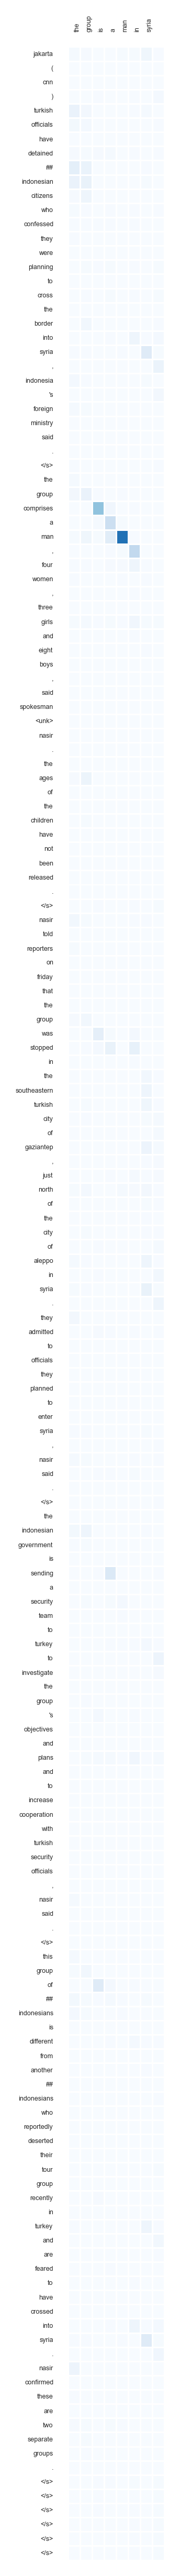 the group is a man in syria
jakarta
(
cnn
)
turkish
officials
have
detained
##
indonesian
citizens
who
confessed
they
were
planning
to
cross
the
border
into
syria
,
indonesia
's
foreign
ministry
said
.
</s>
the
group
comprises
a
man
,
four
women
,
three
girls
and
eight
boys
,
said
spokesman
<unk>
nasir
.
the
ages
of
the
children
have
not
been
released
.
</s>
nasir
told
reporters
on
friday
that
the
group
was
stopped
in
the
southeastern
turkish
city
of
gaziantep
,
just
north
of
the
city
of
aleppo
in
syria
.
they
admitted
to
officials
they
planned
to
enter
syria
,
nasir
said
.
</s>
the
indonesian
government
is
sending
a
security
team
to
turkey
to
investigate
the
group
's
objectives
and
plans
and
to
increase
cooperation
with
turkish
security
officials
,
nasir
said
.
</s>
this
group
of
##
indonesians
is
different
from
another
##
indonesians
who
reportedly
deserted
their
tour
group
recently
in
turkey
and
are
feared
to
have
crossed
into
syria
.
nasir
confirmed
these
are
two
separate
groups
.
</s>
</s>
</s>
</s>
</s>
</s>